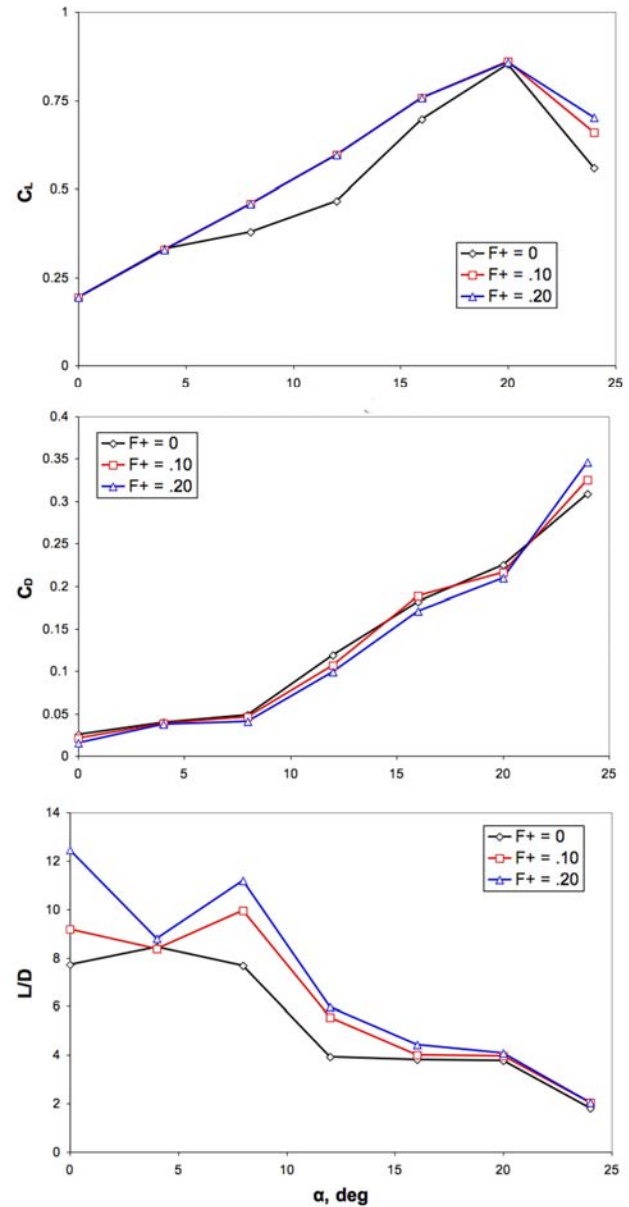 1
0.75
0.5
0.25
0
CL
F+ = 0
F+ = .10
F+ = .20
0 5 10 15 20 25
0.4
0.35
0.3
0.25
0.2
0.15
0.1
0.05
0
CD
F+ = 0
F+ = .10
F+ = .20
0 5 10 15 20 25
14
12
10
8
6
4
2
0
L/D
F+ = 0
F+ = .10
F+ = .20
0 5 10 15 20 25
α, deg